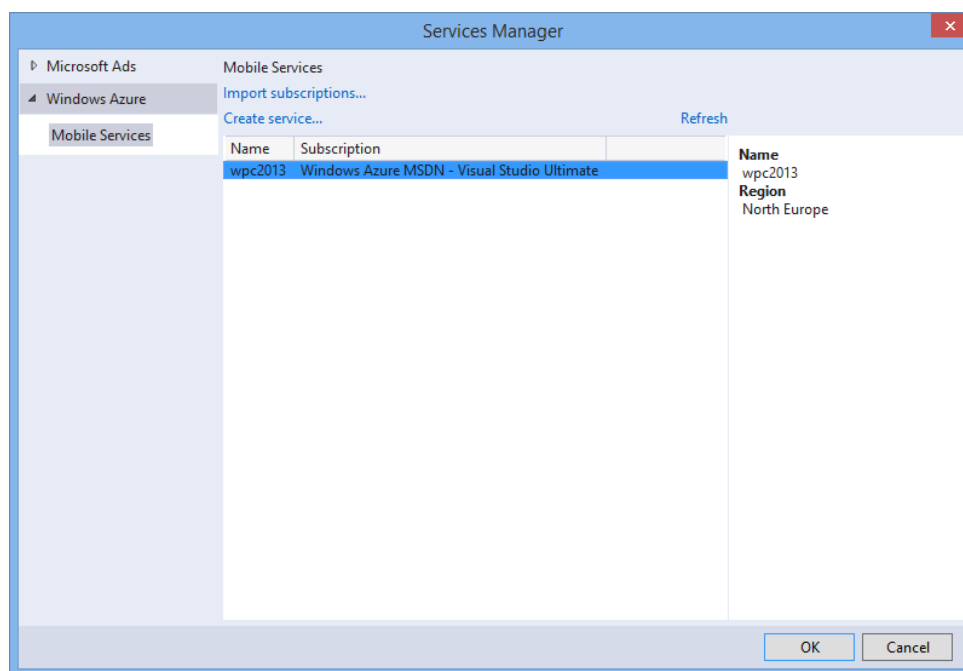 Services Manager
Microsoft Ads
Windows Azure
Mobile Services
Mobile Services
Import subscriptions...
Create service...
Refresh
Name Subscription
wpc2013 Windows Azure MSDN - Visual Studio Ultimate
Name
wpc2013
Region
North Europe
OK Cancel